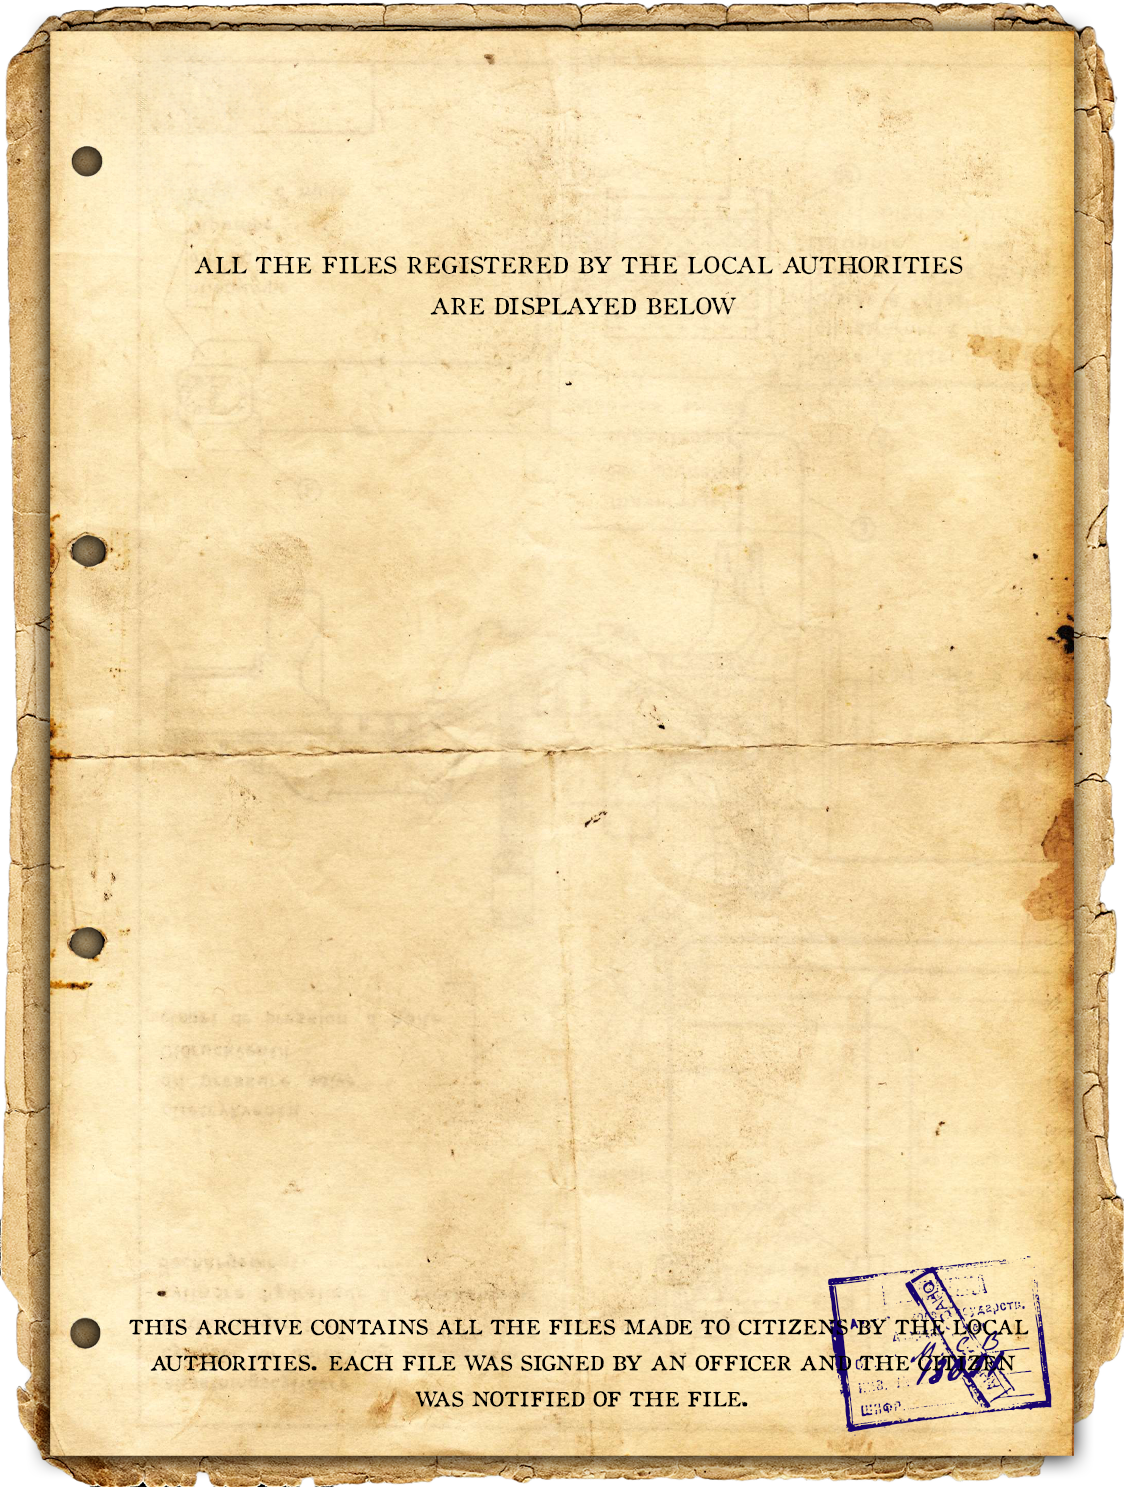 ALL THE FILES REGISTERED BY THE LOCAL AUTHORITIES
ARE DISPLAYED BELOW
THIS ARCHIVE CONTAINS ALL THE FILES MADE TO CITIZENS BY THE LOCAL
AUTHORITIES. EACH FILE WAS SIGNED BY AN OFFICER AND THE CITIZEN
WAS NOTIFIED OF THE FILE.
ШИФР